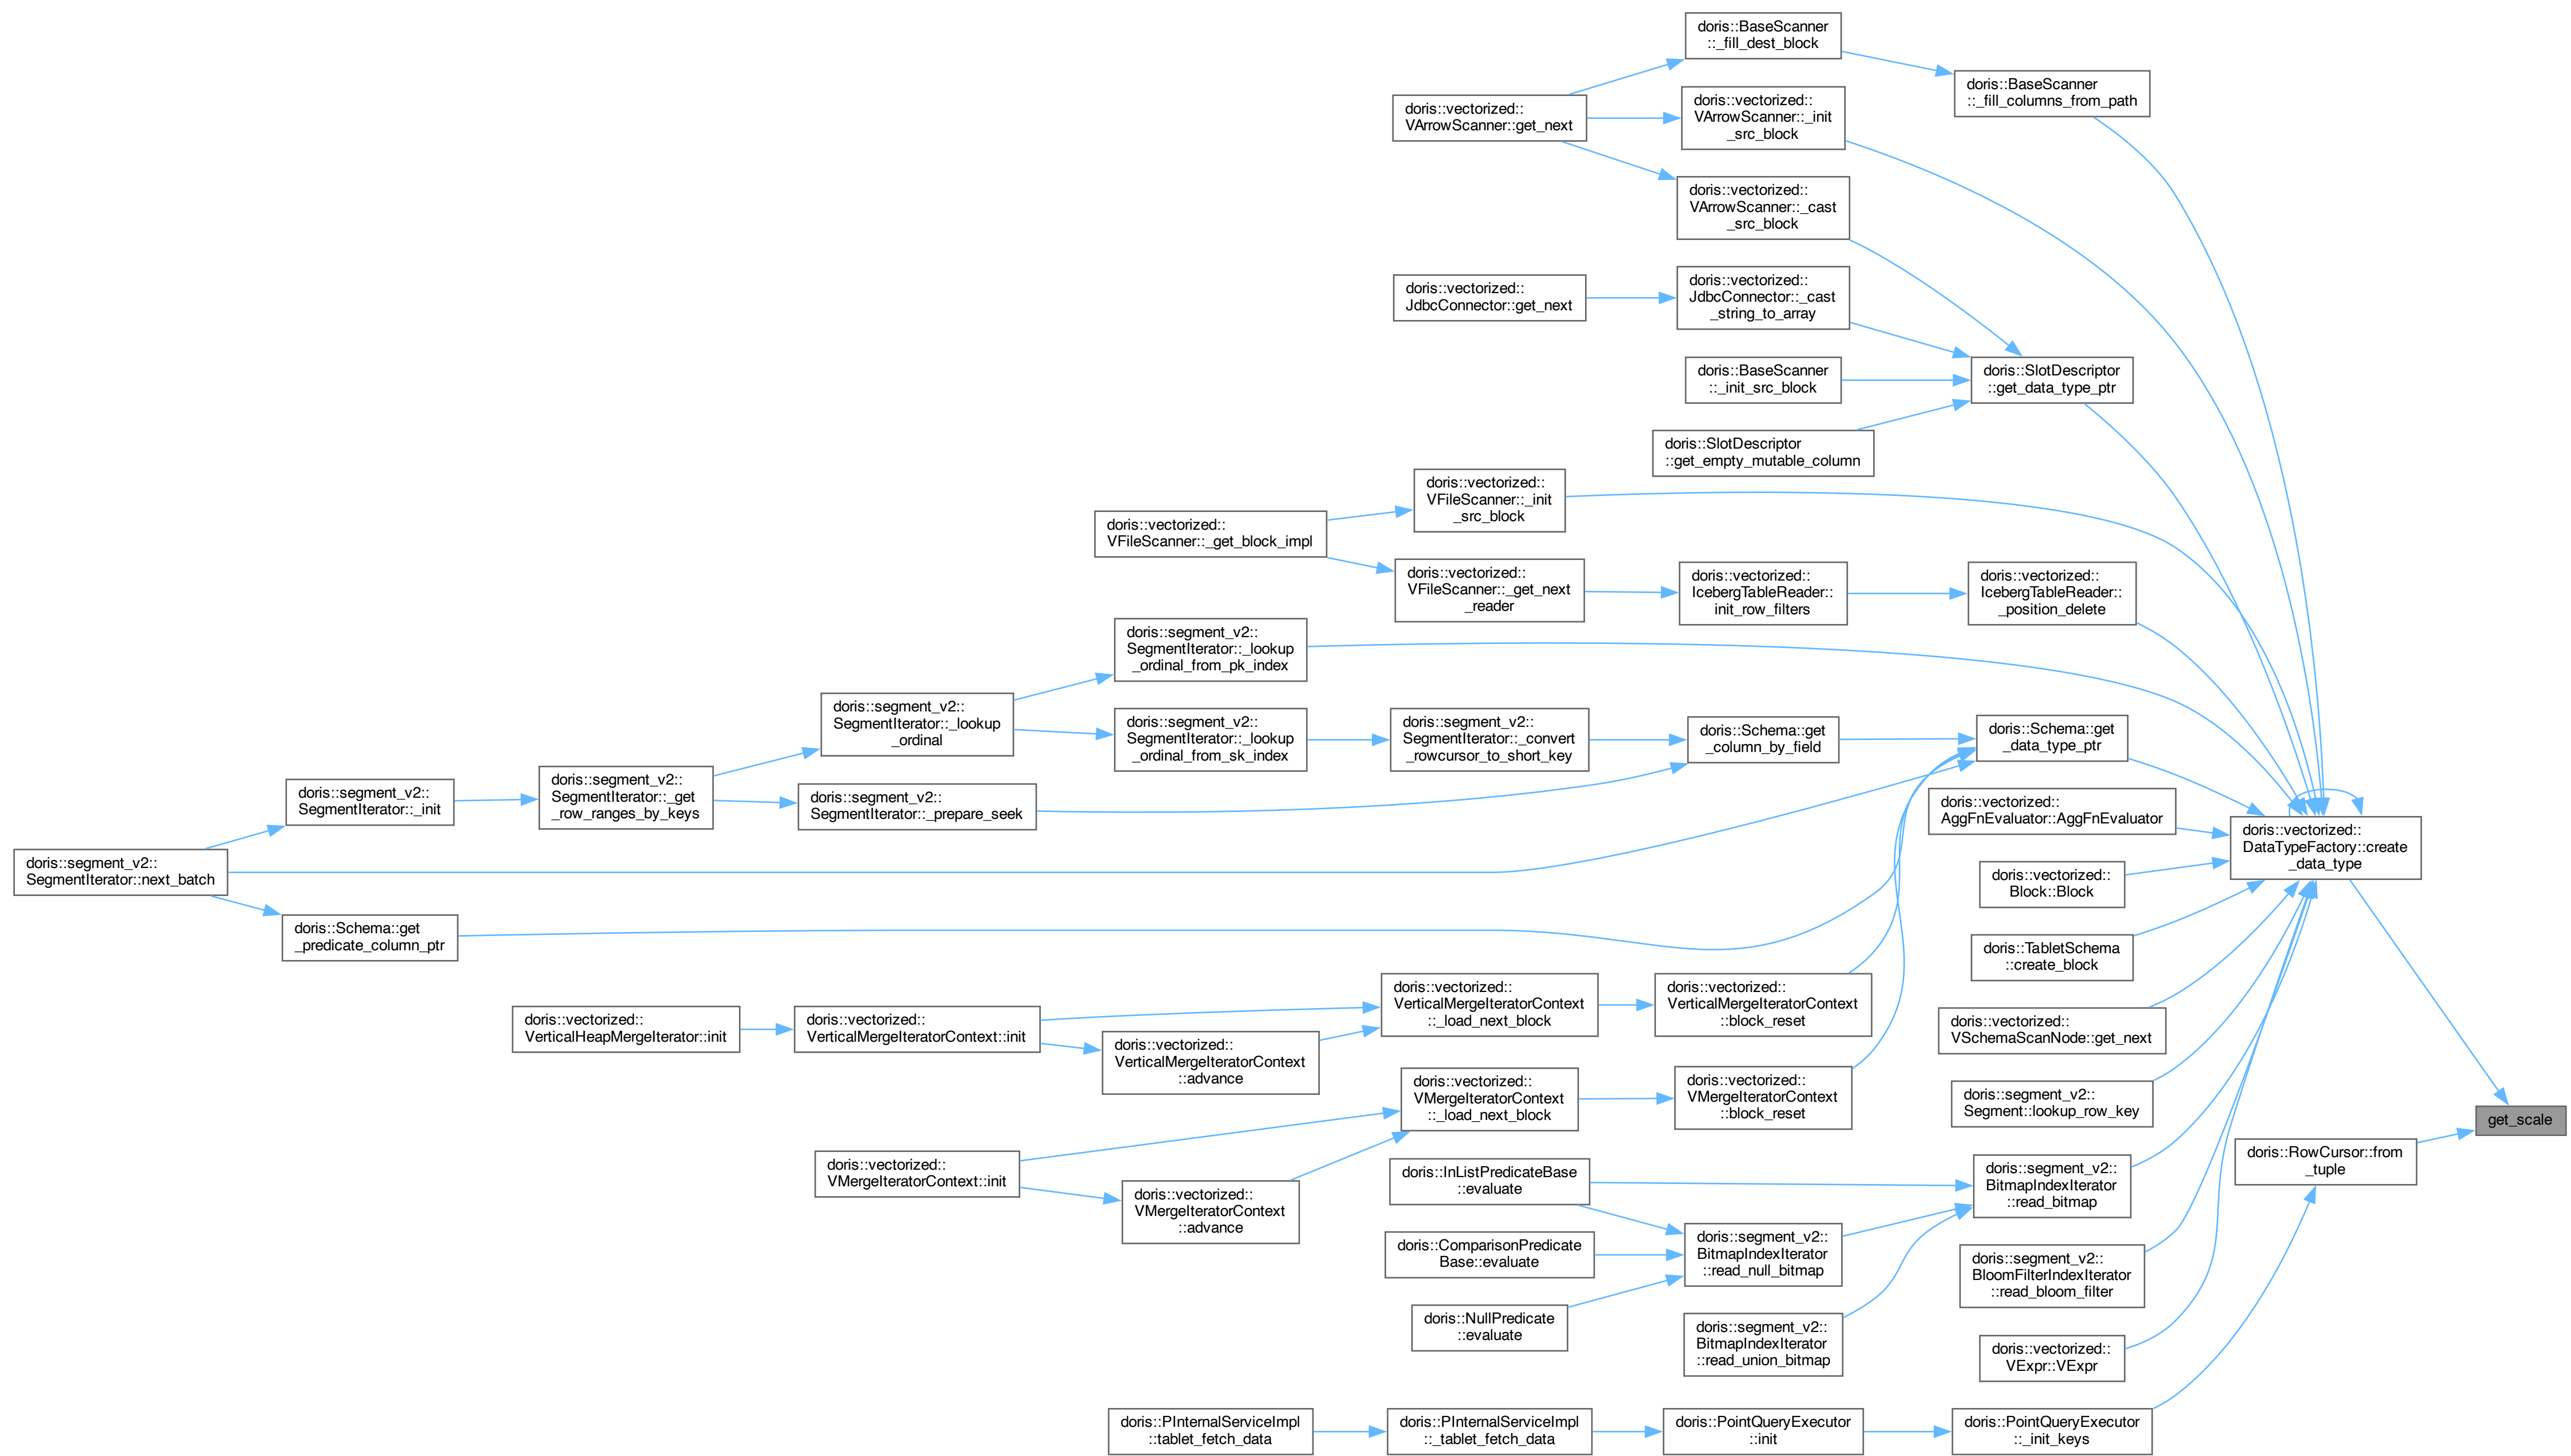 doris::BaseScanner
::_fill_dest_block
doris::BaseScanner
::_fill_columns_from_path
doris::vectorized::
VArrowScanner::get_next
doris::vectorized::
VArrowScanner::_init
_src_block
doris::vectorized::
VArrowScanner::_cast
_src_block
doris::vectorized::
JdbcConnector::get_next
doris::vectorized::
JdbcConnector::_cast
_string_to_array
doris::BaseScanner
::_init_src_block
doris::SlotDescriptor
::get_data_type_ptr
doris::SlotDescriptor
::get_empty_mutable_column
doris::vectorized::
VFileScanner::_init
_src_block
doris::vectorized::
VFileScanner::_get_block_impl
doris::vectorized::
VFileScanner::_get_next
_reader
doris::vectorized::
IcebergTableReader::
init_row_filters
doris::vectorized::
IcebergTableReader::
_position_delete
doris::segment_v2::
SegmentIterator::_lookup
_ordinal_from_pk_index
doris::segment_v2::
SegmentIterator::_lookup
_ordinal
doris::segment_v2::
SegmentIterator::_lookup
_ordinal_from_sk_index
doris::segment_v2::
SegmentIterator::_convert
_rowcursor_to_short_key
doris::Schema::get
_column_by_field
doris::Schema::get
_data_type_ptr
doris::segment_v2::
SegmentIterator::_init
doris::segment_v2::
SegmentIterator::_get
_row_ranges_by_keys
doris::segment_v2::
SegmentIterator::_prepare_seek
doris::vectorized::
AggFnEvaluator::AggFnEvaluator
doris::vectorized::
DataTypeFactory::create
_data_type
doris::segment_v2::
SegmentIterator::next_batch
doris::vectorized::
Block::Block
doris::Schema::get
_predicate_column_ptr
doris::TabletSchema
::create_block
doris::vectorized::
VerticalHeapMergeIterator::init
doris::vectorized::
VerticalMergeIteratorContext::init
doris::vectorized::
VerticalMergeIteratorContext
::_load_next_block
doris::vectorized::
VerticalMergeIteratorContext
::block_reset
doris::vectorized::
VSchemaScanNode::get_next
doris::vectorized::
VerticalMergeIteratorContext
::advance
doris::vectorized::
VMergeIteratorContext
::_load_next_block
doris::vectorized::
VMergeIteratorContext
::block_reset
doris::segment_v2::
Segment::lookup_row_key
get_scale
doris::vectorized::
VMergeIteratorContext::init
doris::vectorized::
VMergeIteratorContext
::advance
doris::InListPredicateBase
::evaluate
doris::segment_v2::
BitmapIndexIterator
::read_bitmap
doris::RowCursor::from
_tuple
doris::ComparisonPredicate
Base::evaluate
doris::segment_v2::
BitmapIndexIterator
::read_null_bitmap
doris::segment_v2::
BloomFilterIndexIterator
::read_bloom_filter
doris::NullPredicate
::evaluate
doris::segment_v2::
BitmapIndexIterator
::read_union_bitmap
doris::vectorized::
VExpr::VExpr
doris::PInternalServiceImpl
::tablet_fetch_data
doris::PInternalServiceImpl
::_tablet_fetch_data
doris::PointQueryExecutor
::init
doris::PointQueryExecutor
::_init_keys